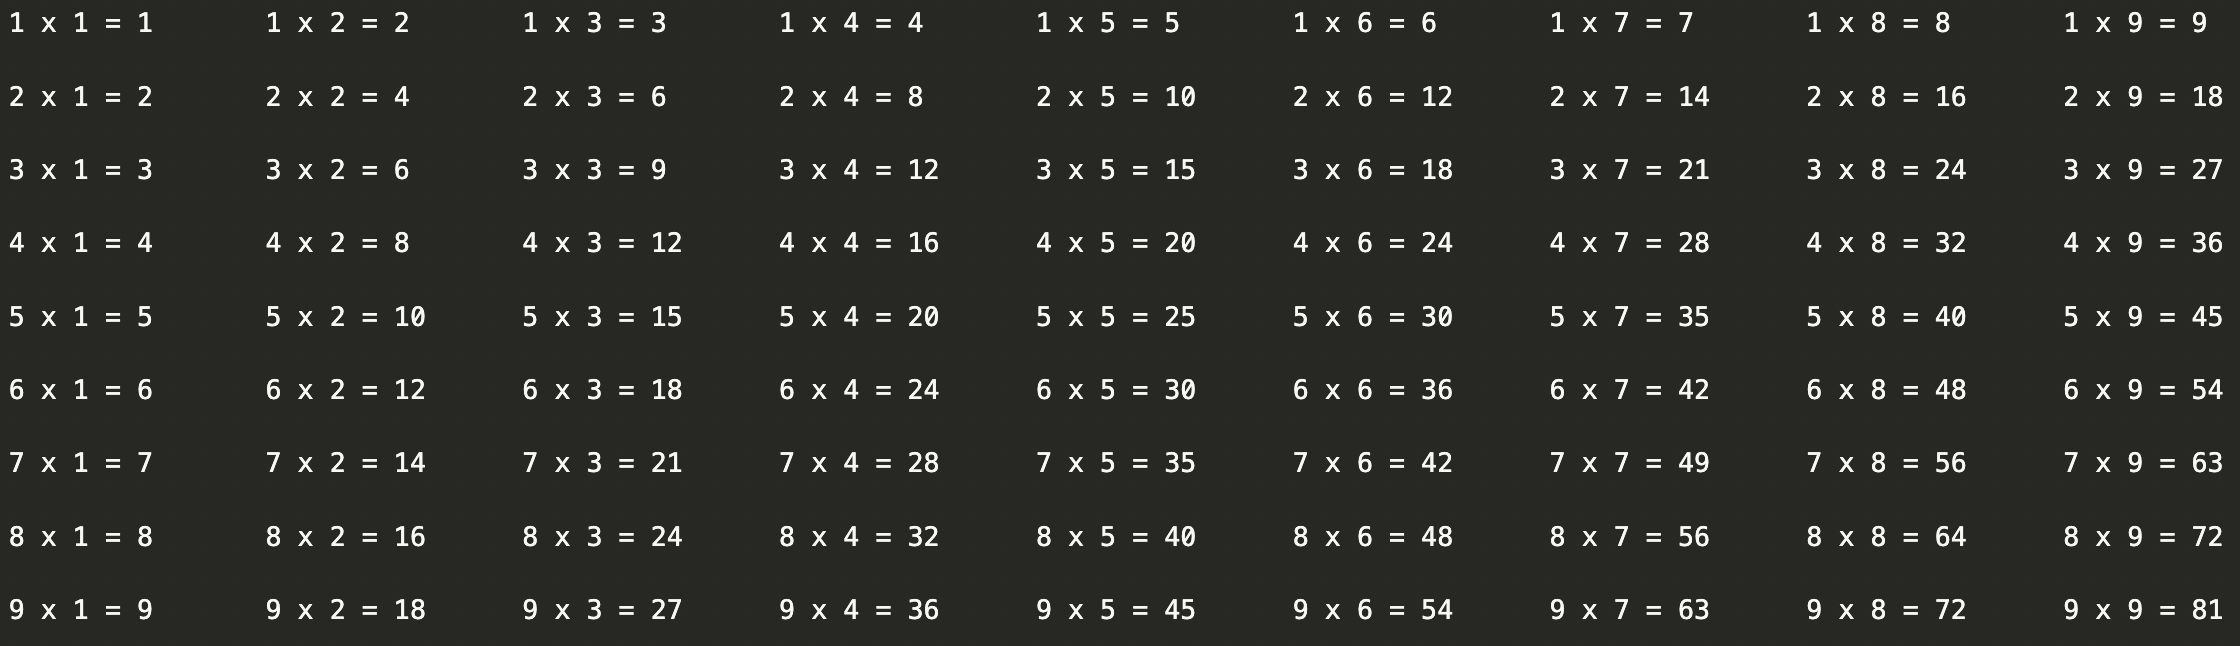 1 x 1 = 1 1 x 2 = 2 1 x 3 = 3 1 x 4 = 4 1 x 5 = 5 1 x 6 = 6 1 x 7 = 7 1 x 8 = 8 1 x 9 = 9
2 x 1 = 2 2 x 2 = 4 2 x 3 = 6 2 x 4 = 8 2 x 5 = 10 2 x 6 = 12 2 x 7 = 14 2 x 8 = 16 2 x 9 = 18
3 x 1 = 3 3 x 2 = 6 3 x 3 = 9 3 x 4 = 12 3 x 5 = 15 3 x 6 = 18 3 x 7 = 21 3 x 8 = 24 3 x 9 = 27
4 x 1 = 4 4 x 2 = 8 4 x 3 = 12 4 x 4 = 16 4 x 5 = 20 4 x 6 = 24 4 x 7 = 28 4 x 8 = 32 4 x 9 = 36
5 x 1 = 5 5 x 2 = 10 5 x 3 = 15 5 x 4 = 20 5 x 5 = 25 5 x 6 = 30 5 x 7 = 35 5 x 8 = 40 5 x 9 = 45
6 x 1 = 6 6 x 2 = 12 6 x 3 = 18 6 x 4 = 24 6 x 5 = 30 6 x 6 = 36 6 x 7 = 42 6 x 8 = 48 6 x 9 = 54
7 x 1 = 7 7 x 2 = 14 7 x 3 = 21 7 x 4 = 28 7 x 5 = 35 7 x 6 = 42 7 x 7 = 49 7 x 8 = 56 7 x 9 = 63
8 x 1 = 8 8 x 2 = 16 8 x 3 = 24 8 x 4 = 32 8 x 5 = 40 8 x 6 = 48 8 x 7 = 56 8 x 8 = 64 8 x 9 = 72
9 x 1 = 9 9 x 2 = 18 9 x 3 = 27 9 x 4 = 36 9 x 5 = 45 9 x 6 = 54 9 x 7 = 63 9 x 8 = 72 9 x 9 = 81